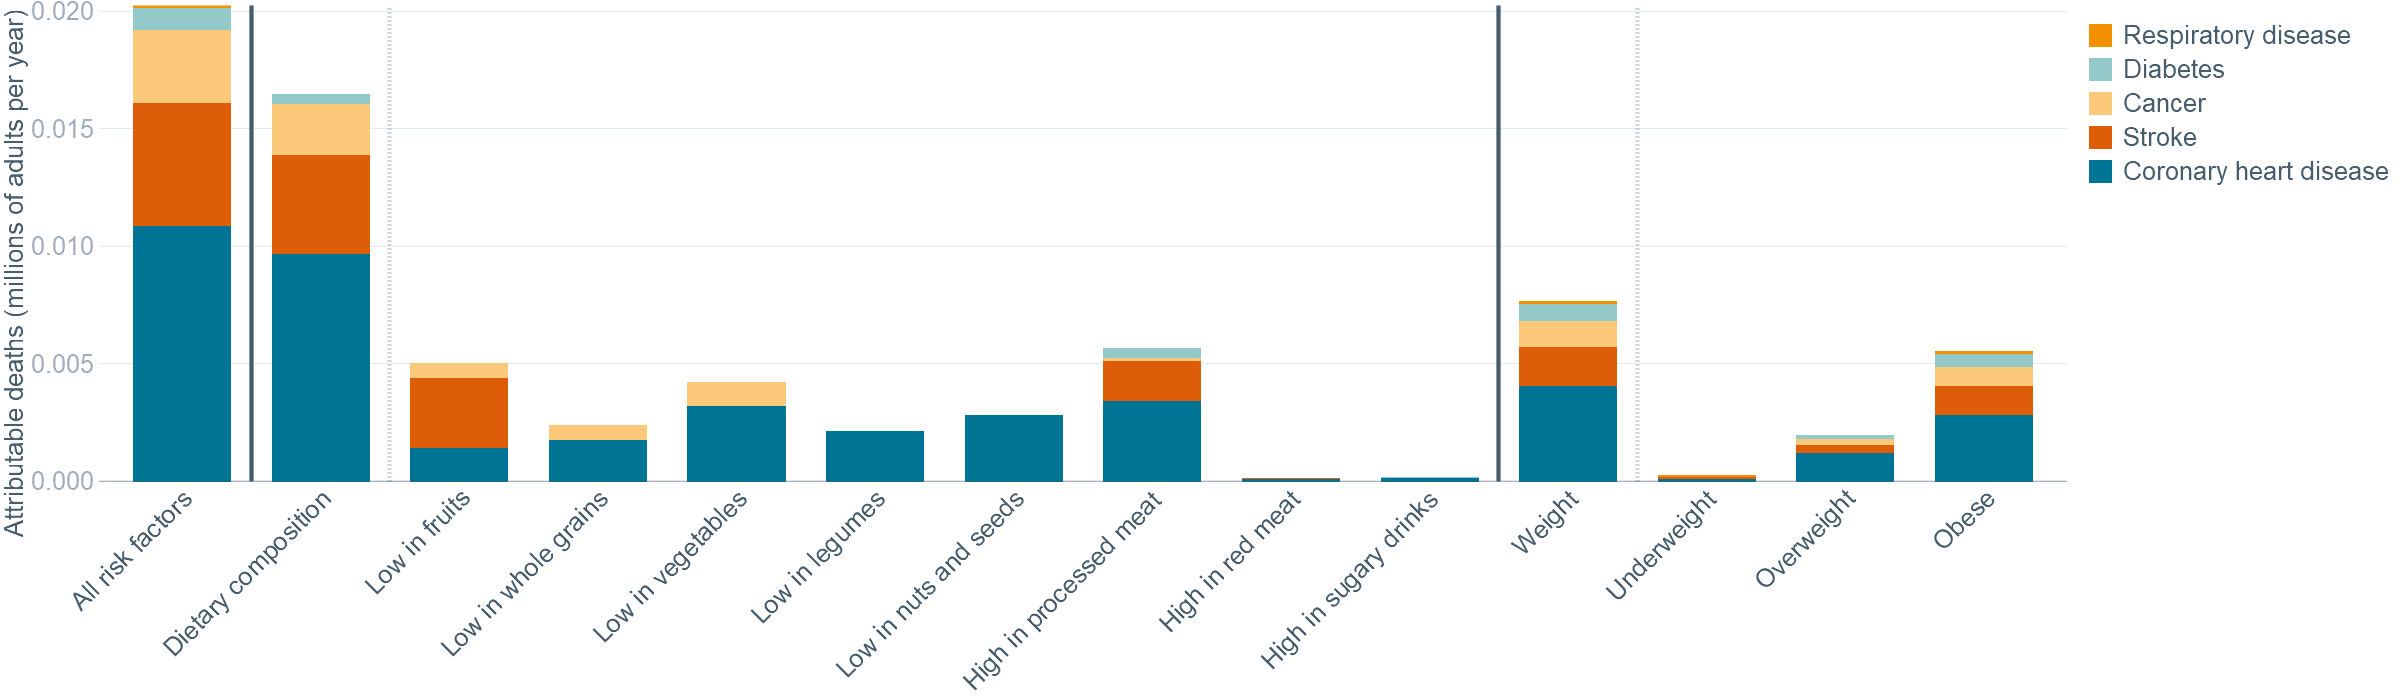 Attributable deaths (millions of adults per year)
0.020
0.015
0.010
0.005
0.000
All risk factors
Dietary composition
Low in fruits
Low in whole grains
Low in vegetables
Low in legumes
Low in nuts and seeds
High in processed meat
High in red meat
High in sugary drinks
Weight
Underweight
Overweight
Obese
Respiratory disease
Diabetes
Cancer
Stroke
Coronary heart disease